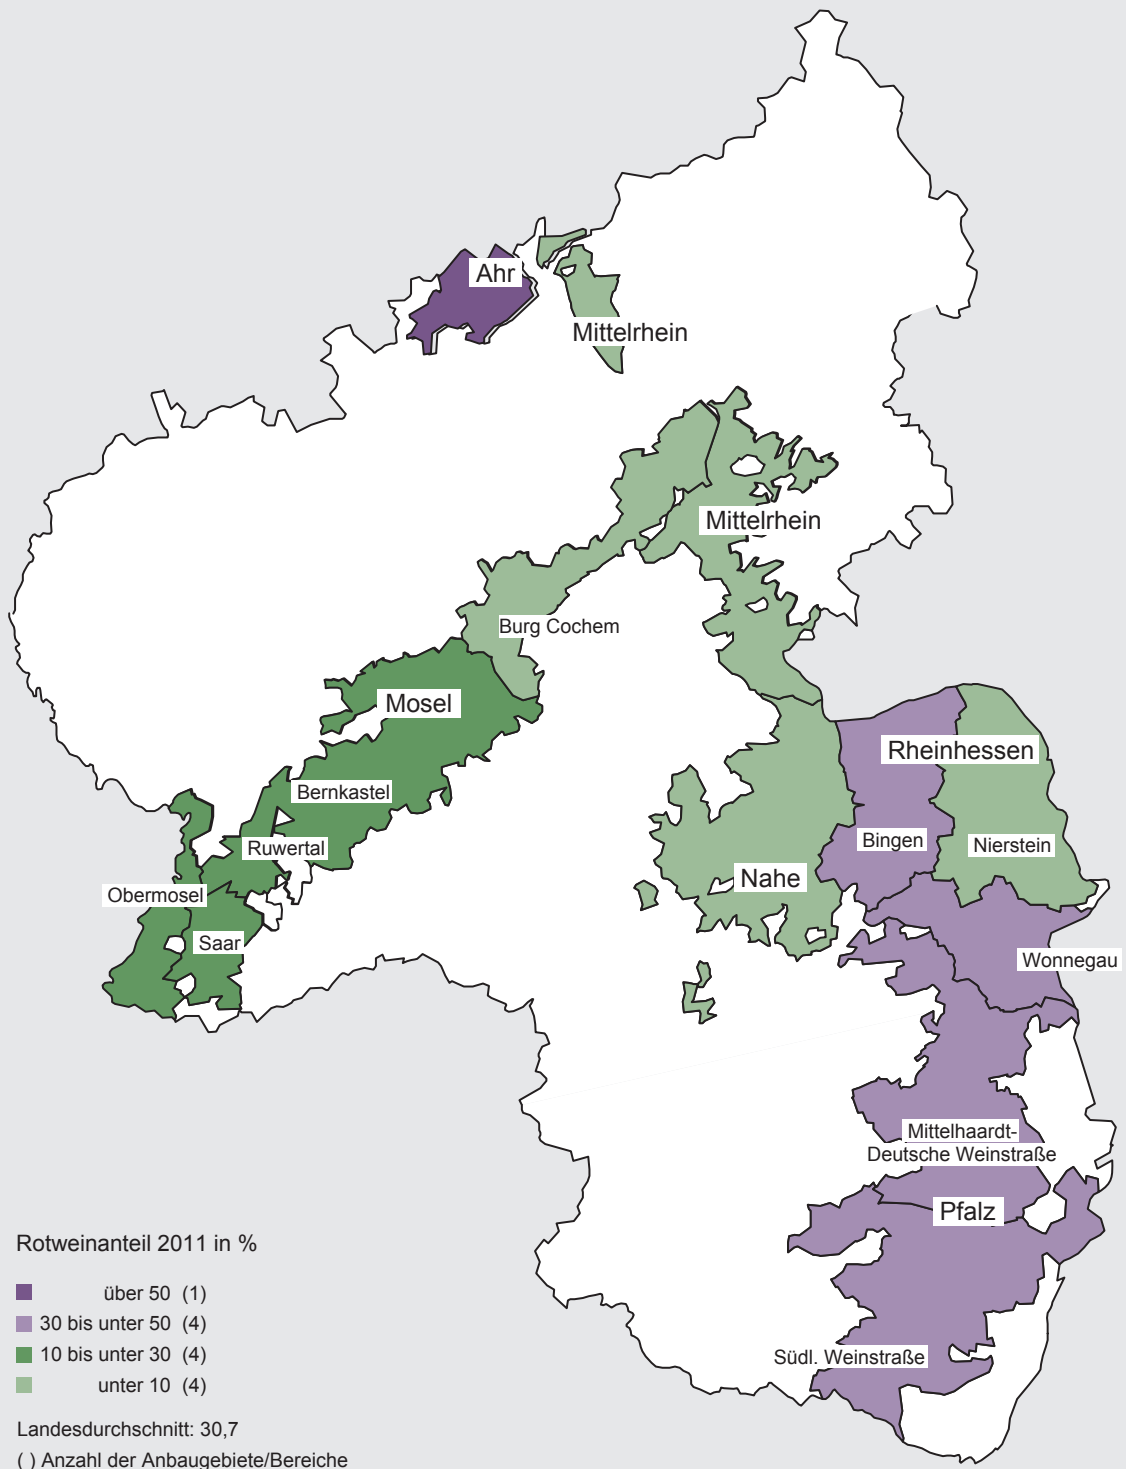 Ahr
Mittelrhein
Mittelrhein
Burg Cochem
Mosel
Rheinhessen
Bernkastel
Bingen
Nierstein
Ruwertal
Nahe
Obermosel
Saar
Wonnegau
Mittelhaardt-
Deutsche Weinstraße
Pfalz
Südl. Weinstraße
Rotweinanteil 2011 in %
über 50 (1)
30 bis unter 50 (4)
10 bis unter 30 (4)
unter 10 (4)
Landesdurchschnitt: 30,7
( ) Anzahl der Anbaugebiete/Bereiche